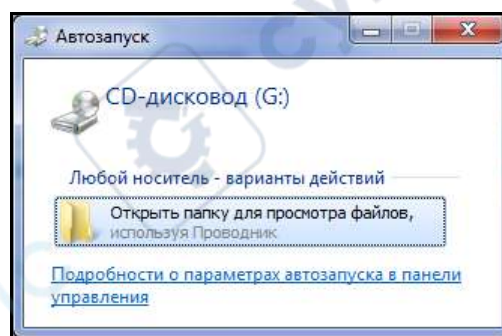 Автозапуск
CD-дисковод (G:)
Любой носитель - варианты действий
Открыть папку для просмотра файлов,
используя Проводник
Подробности о параметрах автозапуска в панели
управления